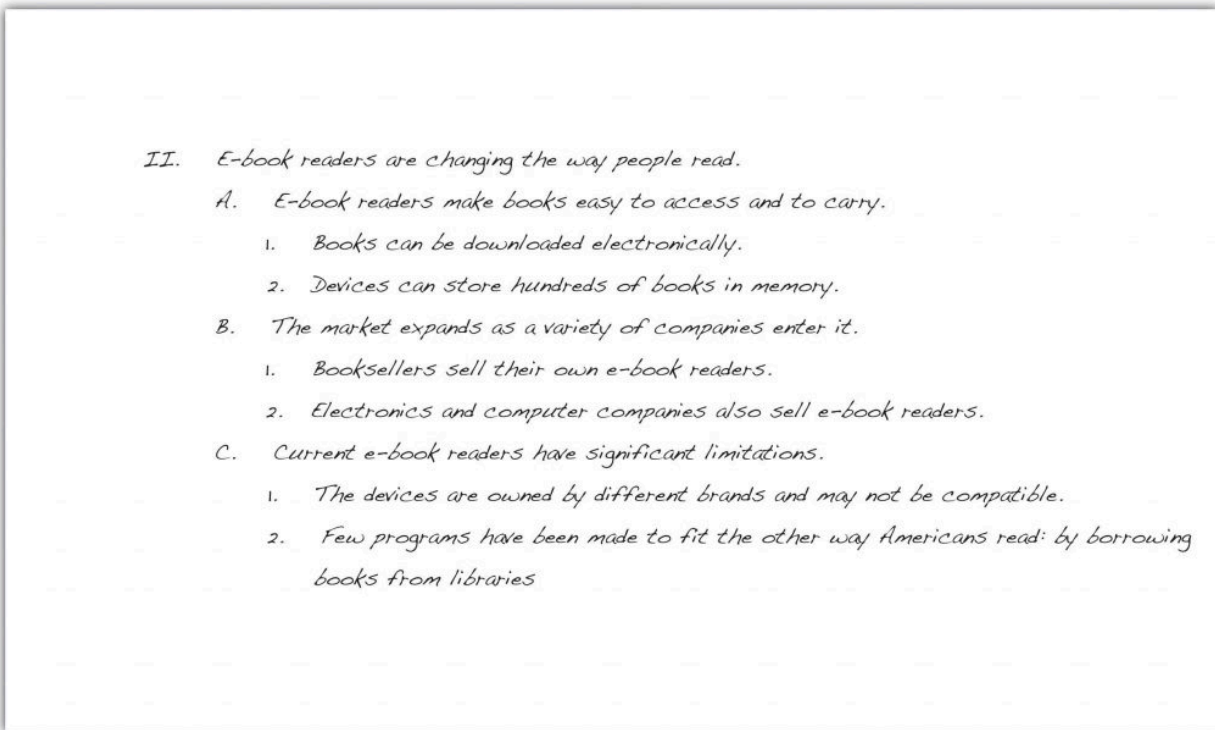 II. E-book readers are changing the way people read.
A. E-book readers make books easy to access and to carry.
1. Books can be downloaded electronically.
2. Devices can store hundreds of books in memory.
B. The market expands as a variety of companies enter it.
1. Booksellers sell their own e-book readers.
2. Electronics and computer companies also sell e-book readers.
C. Current e-book readers have significant limitations.
1. The devices are owned by different brands and may not be compatible.
2. Few programs have been made to fit the other way Americans read: by borrowing
books from libraries